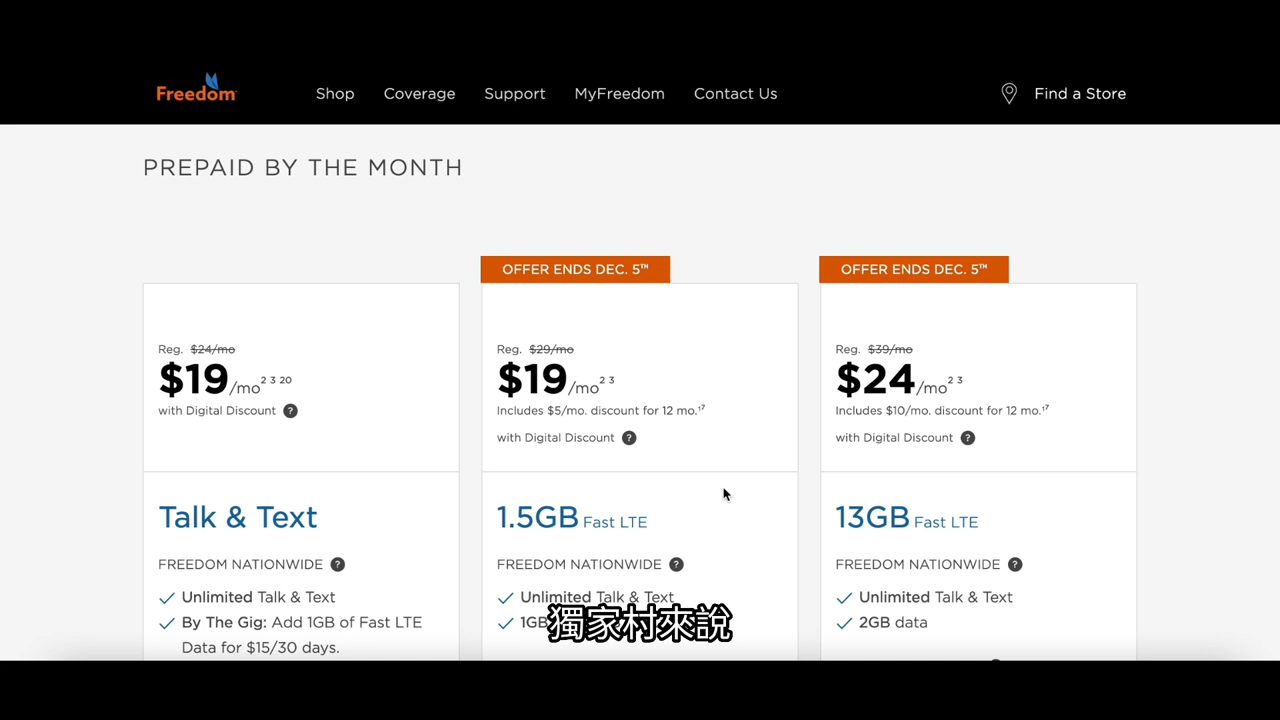 Freedom
Shop Coverage Support MyFreedom Contact Us Find a Store
PREPAID BY THE MONTH
Reg. $24/mo
$19/mo2 3 20
with Digital Discount ?
Talk & Text
FREEDOM NATIONWIDE ?
Unlimited Talk & Text
By The Gig: Add 1GB of Fast LTE
Data for $15/30 days.
OFFER ENDS DEC. 5™
Reg. $29/mo
$19/mo2 3
Includes $5/mo. discount for 12 mo.17
with Digital Discount ?
1.5GB Fast LTE
FREEDOM NATIONWIDE ?
Unlimited Talk & Text
OFFER ENDS DEC. 5™
Reg. $39/mo
$24/mo2 3
Includes $10/mo. discount for 12 mo.17
with Digital Discount ?
13GB Fast LTE
FREEDOM NATIONWIDE ?
Unlimited Talk & Text
2GB data
獨家村來說